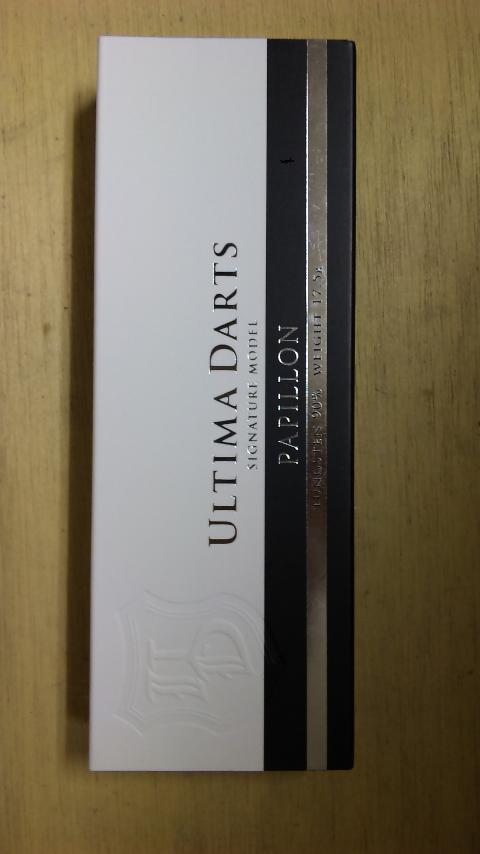 ULTIMA DARTS
SIGNATURE MODEL
PAPILLON
TUNGSTEN 90% WEIGHT 17.5g